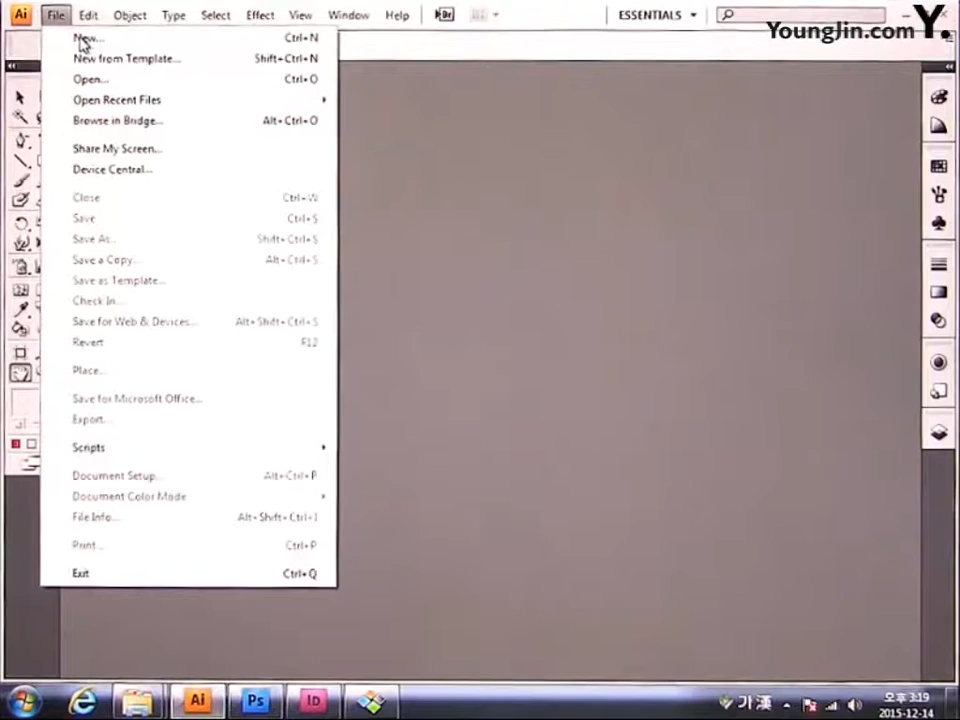 Ai File Edit Object Type Select Effect View Window Help Br ESSENTIALS
YoungJin.com Y.
New... Ctrl+N
New from Template... Shift+Ctrl+N
Open... Ctrl+O
Open Recent Files
Browse in Bridge... Alt+Ctrl+O
Share My Screen...
Device Central...
Close Ctrl+W
Save Ctrl+S
Save As... Shift+Ctrl+S
Save a Copy... Alt+Ctrl+S
Save as Template...
Check In...
Save for Web & Devices... Alt+Shift+Ctrl+S
Revert F12
Place...
Save for Microsoft Office...
Export...
Scripts
Document Setup... Alt+Ctrl+P
Document Color Mode
File Info... Alt+Shift+Ctrl+I
Print... Ctrl+P
Exit Ctrl+Q
Ai Ps Id 가 漢 오후 3:19
2015-12-14